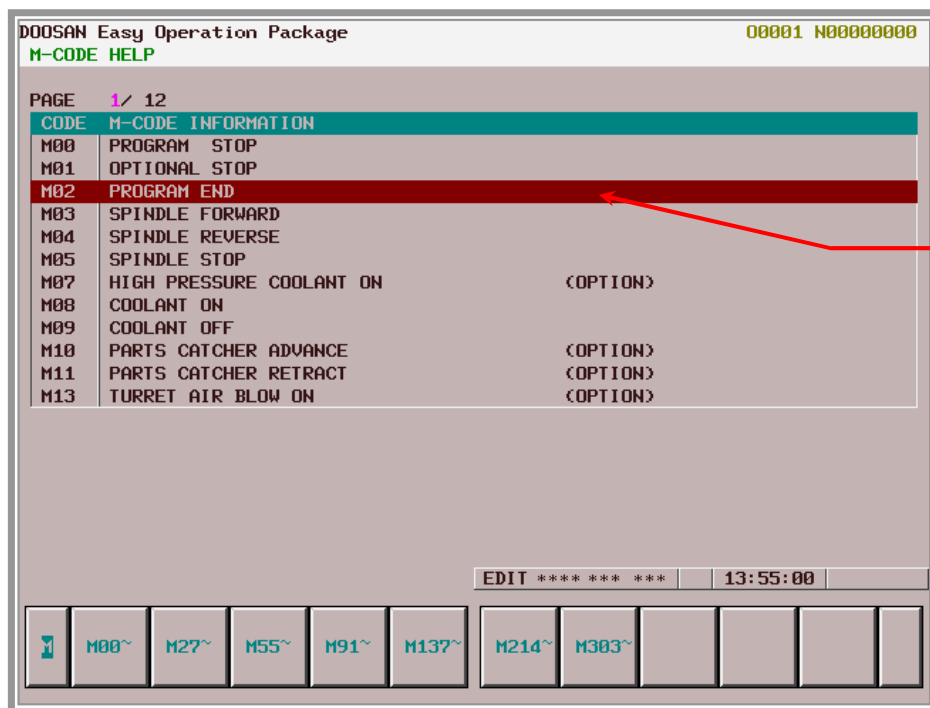 DOOSAN Easy Operation Package O0001 N00000000
M-CODE HELP
PAGE 1/ 12
CODE M-CODE INFORMATION
M00 PROGRAM STOP
M01 OPTIONAL STOP
M02 PROGRAM END
M03 SPINDLE FORWARD
M04 SPINDLE REVERSE
M05 SPINDLE STOP
M07 HIGH PRESSURE COOLANT ON (OPTION)
M08 COOLANT ON
M09 COOLANT OFF
M10 PARTS CATCHER ADVANCE (OPTION)
M11 PARTS CATCHER RETRACT (OPTION)
M13 TURRET AIR BLOW ON (OPTION)
EDIT **** *** *** 13:55:00
M M00~ M27~ M55~ M91~ M137~ M214~ M303~